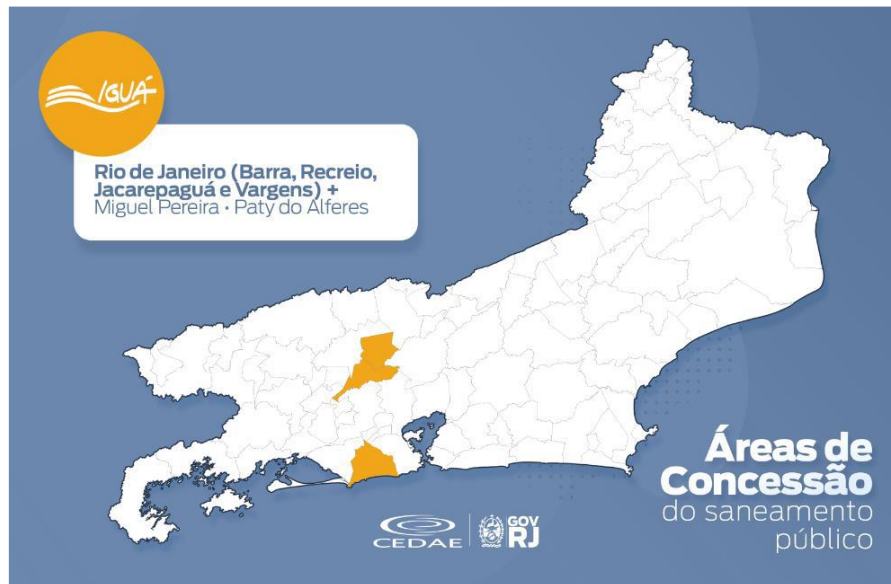 IGUÁ
Rio de Janeiro (Barra, Recreio,
Jacarepaguá e Vargens) +
Miguel Pereira • Paty do Alferes
Áreas de
Concessão
do saneamento
público
CEDAE
GOV
RJ